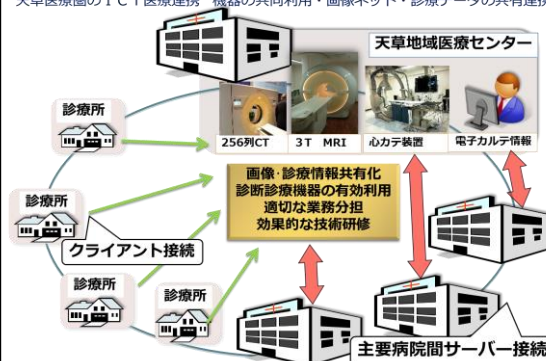 天草医療圏のＩＣＴ医療連携 機器の共同利用・画像ネット・診療データの共有連携
天草地域医療センター
256列CT
3T MRI
心カテ装置
電子カルテ情報
診療所
診療所
診療所
診療所
クライアント接続
画像・診療情報共有化
診断診療機器の有効利用
適切な業務分担
効果的な技術研修
主要病院間サーバー接続